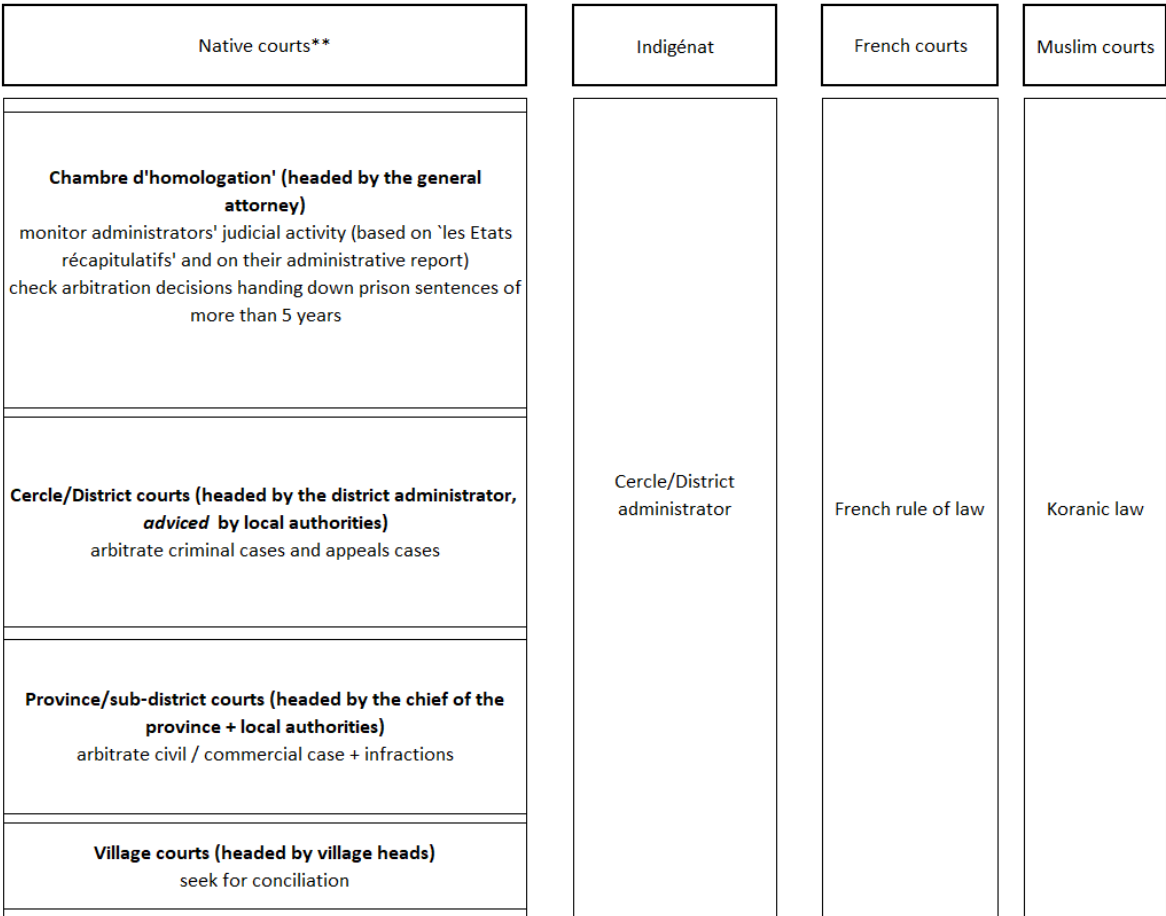 Native courts**
Indigénat
French courts
Muslim courts
Chambre d'homologation' (headed by the general
attorney)
monitor administrators' judicial activity (based on `les Etats
récapitulatifs' and on their administrative report)
check arbitration decisions handing down prison sentences of
more than 5 years
Cercle/District courts (headed by the district administrator,
adviced by local authorities)
arbitrate criminal cases and appeals cases
Cercle/District
administrator
French rule of law
Koranic law
Province/sub-district courts (headed by the chief of the
province + local authorities)
arbitrate civil / commercial case + infractions
Village courts (headed by village heads)
seek for conciliation